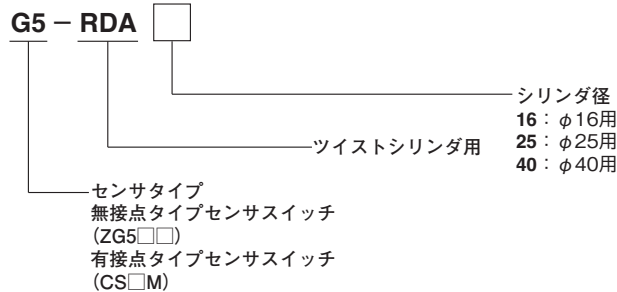 G5 − RDA □
シリンダ径
16：φ16用
25：φ25用
40：φ40用
ツイストシリンダ用
センサタイプ
無接点タイプセンサスイッチ
（ZG5□□）
有接点タイプセンサスイッチ
（CS□M）